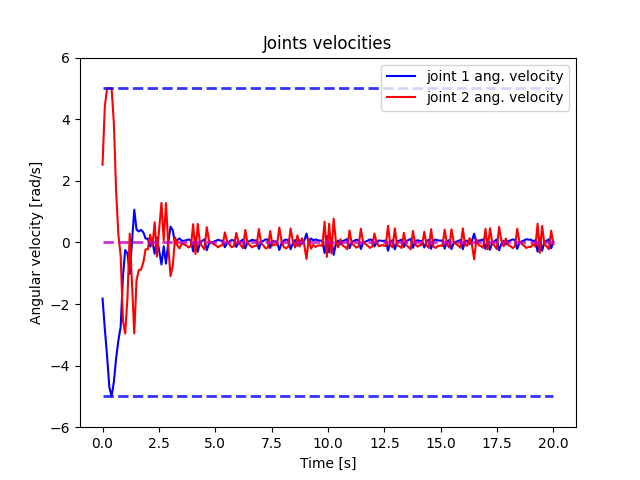 Joints velocities
joint 1 ang. velocity
joint 2 ang. velocity
Angular velocity [rad/s]
6
4
2
0
−2
−4
−6
0.0 2.5 5.0 7.5 10.0 12.5 15.0 17.5 20.0
Time [s]